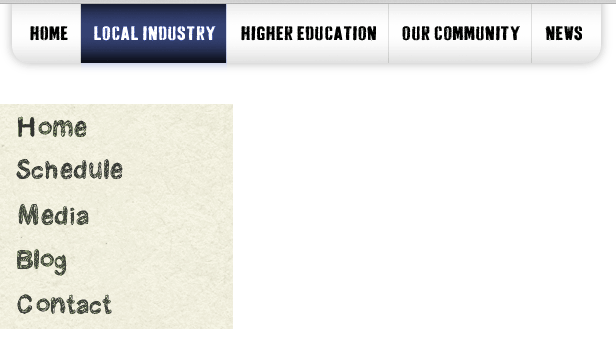 HOME LOCAL INDUSTRY HIGHER EDUCATION OUR COMMUNITY NEWS
Home
Schedule
Media
Blog
Contact